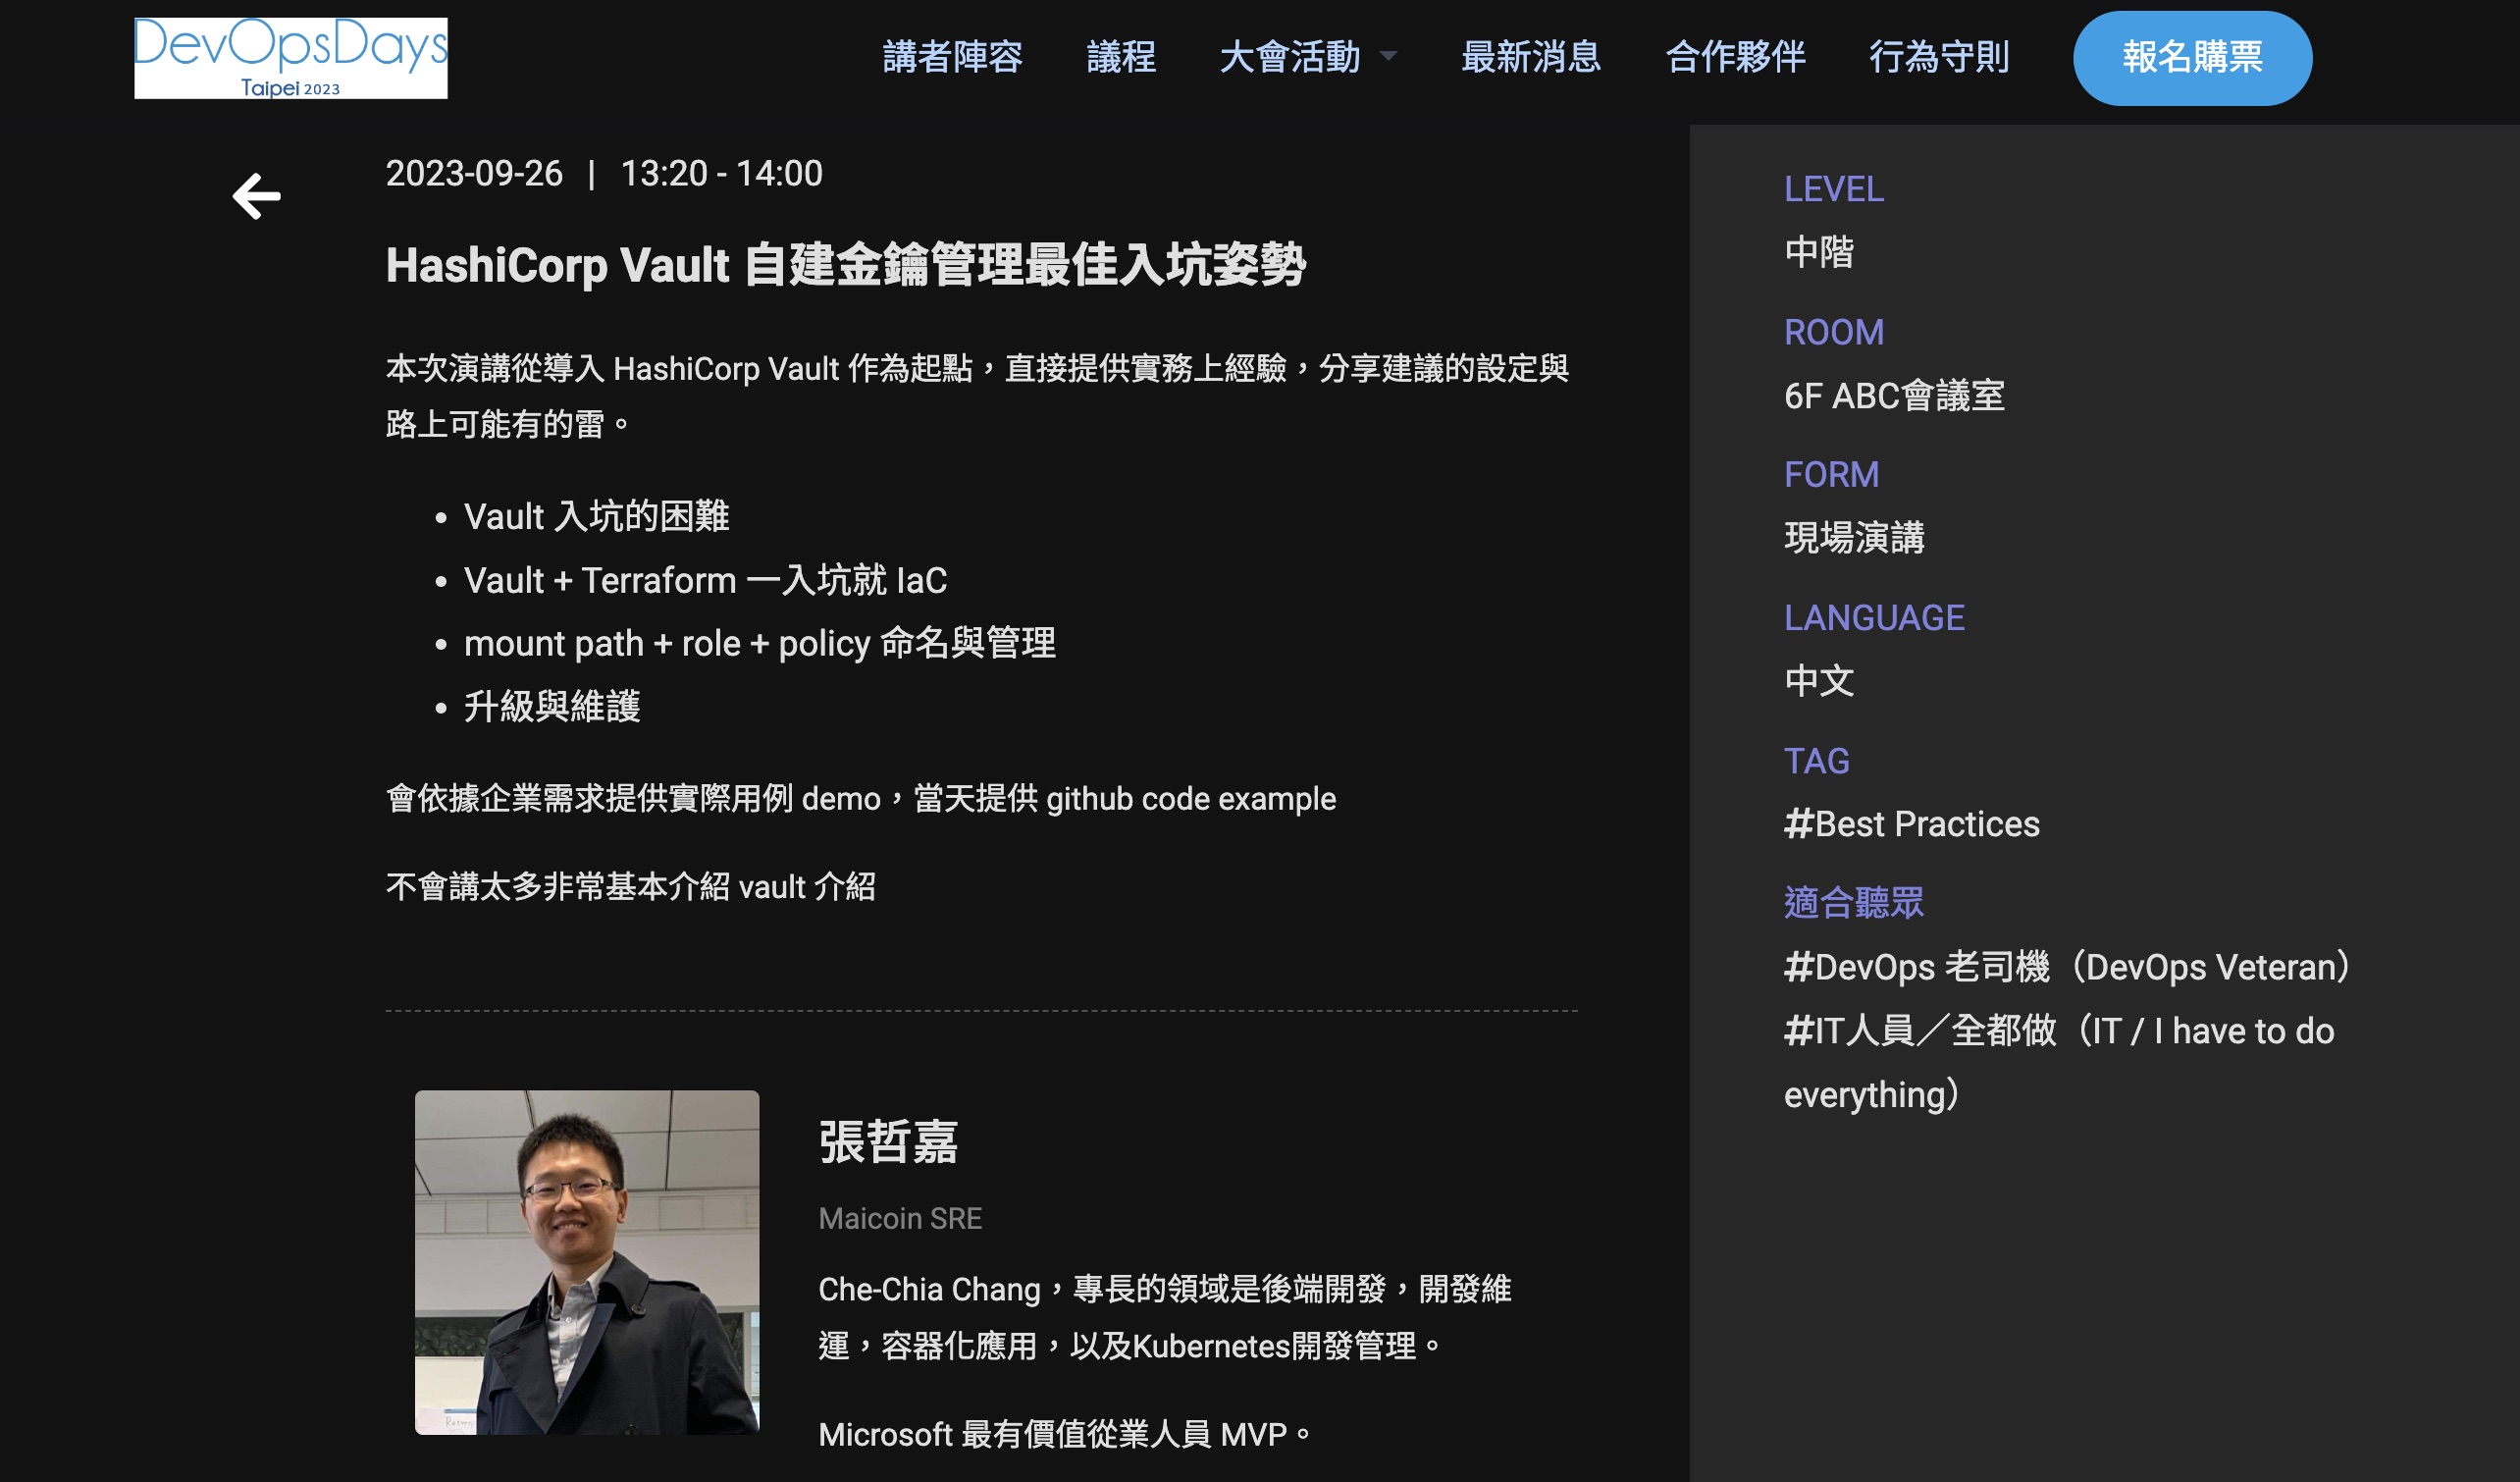 DevOpsDays
Taipei 2023
講者陣容
議程
大會活動
最新消息
合作夥伴
行為守則
報名購票
2023-09-26 | 13:20 - 14:00
HashiCorp Vault 自建金鑰管理最佳入坑姿勢
本次演講從導入 HashiCorp Vault 作為起點，直接提供實務上經驗，分享建議的設定與
路上可能有的雷。
• Vault 入坑的困難
• Vault + Terraform 一入坑就 IaC
• mount path + role + policy 命名與管理
• 升級與維護
會依據企業需求提供實際用例 demo，當天提供 github code example
不會講太多非常基本介紹 vault 介紹
張哲嘉
Maicoin SRE
Che-Chia Chang，專長的領域是後端開發，開發維
運，容器化應用，以及Kubernetes開發管理。
Microsoft 最有價值從業人員 MVP。
LEVEL
中階
ROOM
6F ABC會議室
FORM
現場演講
LANGUAGE
中文
TAG
#Best Practices
適合聽眾
#DevOps 老司機（DevOps Veteran）
#IT人員／全都做（IT / I have to do
everything）